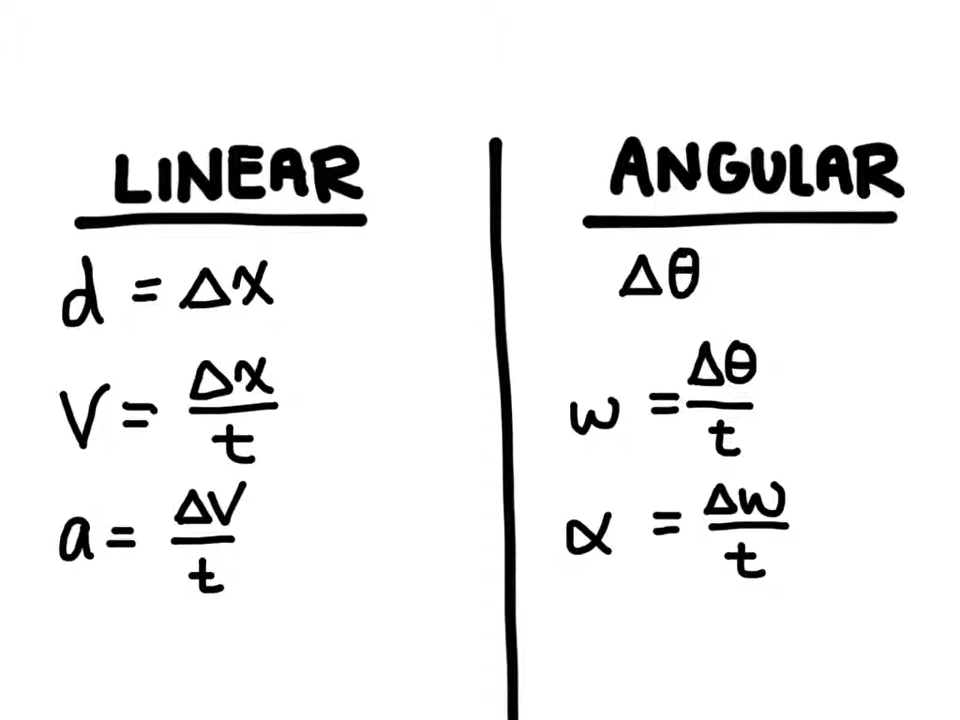 LINEAR
d = Δx
V = Δx/t
a = ΔV/t
ANGULAR
Δθ
ω = Δθ/t
α = Δω/t